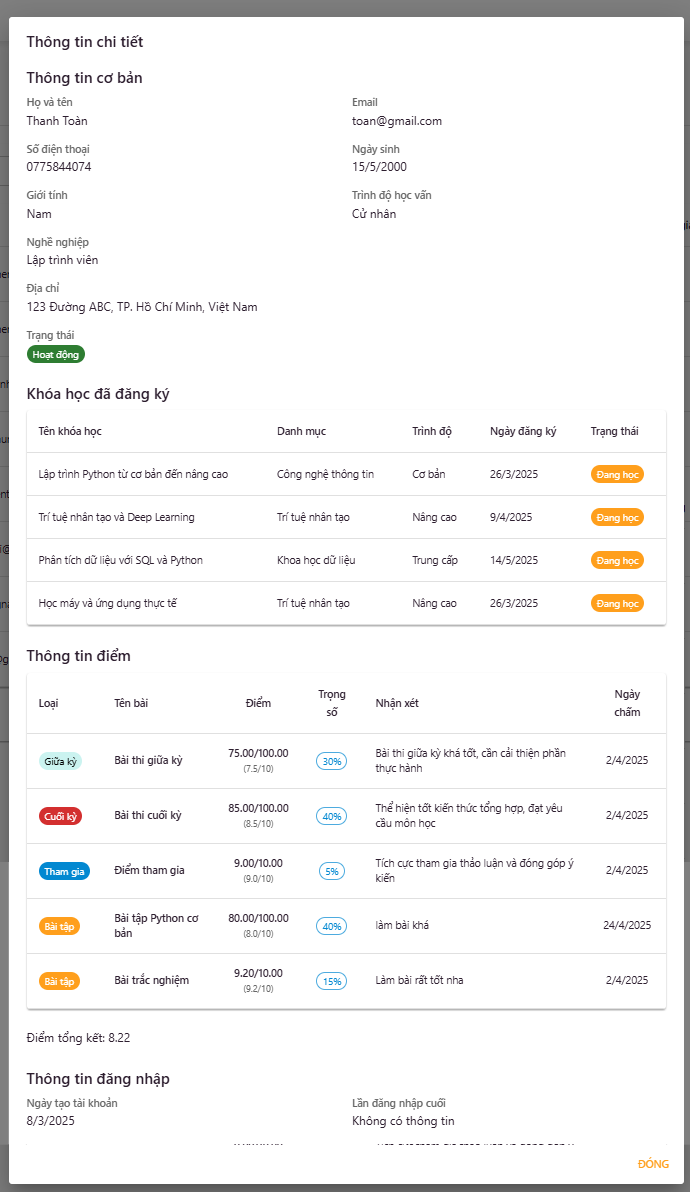 Thông tin chi tiết
Thông tin cơ bản
Họ và tên
Email
Thanh Toàn
toan@gmail.com
Số điện thoại
Ngày sinh
0775844074
15/5/2000
Giới tính
Trình độ học vấn
Nam
Cử nhân
Nghề nghiệp
Lập trình viên
Địa chỉ
123 Đường ABC, TP. Hồ Chí Minh, Việt Nam
Trạng thái
Hoạt động
Khóa học đã đăng ký
Tên khóa học Danh mục Trình độ Ngày đăng ký Trạng thái
Lập trình Python từ cơ bản đến nâng cao Công nghệ thông tin Cơ bản 26/3/2025 Đang học
Trí tuệ nhân tạo và Deep Learning Trí tuệ nhân tạo Nâng cao 9/4/2025 Đang học
Phân tích dữ liệu với SQL và Python Khoa học dữ liệu Trung cấp 14/5/2025 Đang học
Học máy và ứng dụng thực tế Trí tuệ nhân tạo Nâng cao 26/3/2025 Đang học
Thông tin điểm
Loại Tên bài Điểm Trọng số Nhận xét Ngày chấm
Giữa kỳ Bài thi giữa kỳ 75.00/100.00 (7.5/10) 30% Bài thi giữa kỳ khá tốt, cần cải thiện phần thực hành 2/4/2025
Cuối kỳ Bài thi cuối kỳ 85.00/100.00 (8.5/10) 40% Thể hiện tốt kiến thức tổng hợp, đạt yêu cầu môn học 2/4/2025
Tham gia Điểm tham gia 9.00/10.00 (9.0/10) 5% Tích cực tham gia thảo luận và đóng góp ý kiến 2/4/2025
Bài tập Bài tập Python cơ bản 80.00/100.00 (8.0/10) 40% làm bài khá 24/4/2025
Bài tập Bài trắc nghiệm 9.20/10.00 (9.2/10) 15% Làm bài rất tốt nha 2/4/2025
Điểm tổng kết: 8.22
Thông tin đăng nhập
Ngày tạo tài khoản
Lần đăng nhập cuối
8/3/2025
Không có thông tin
ĐÓNG